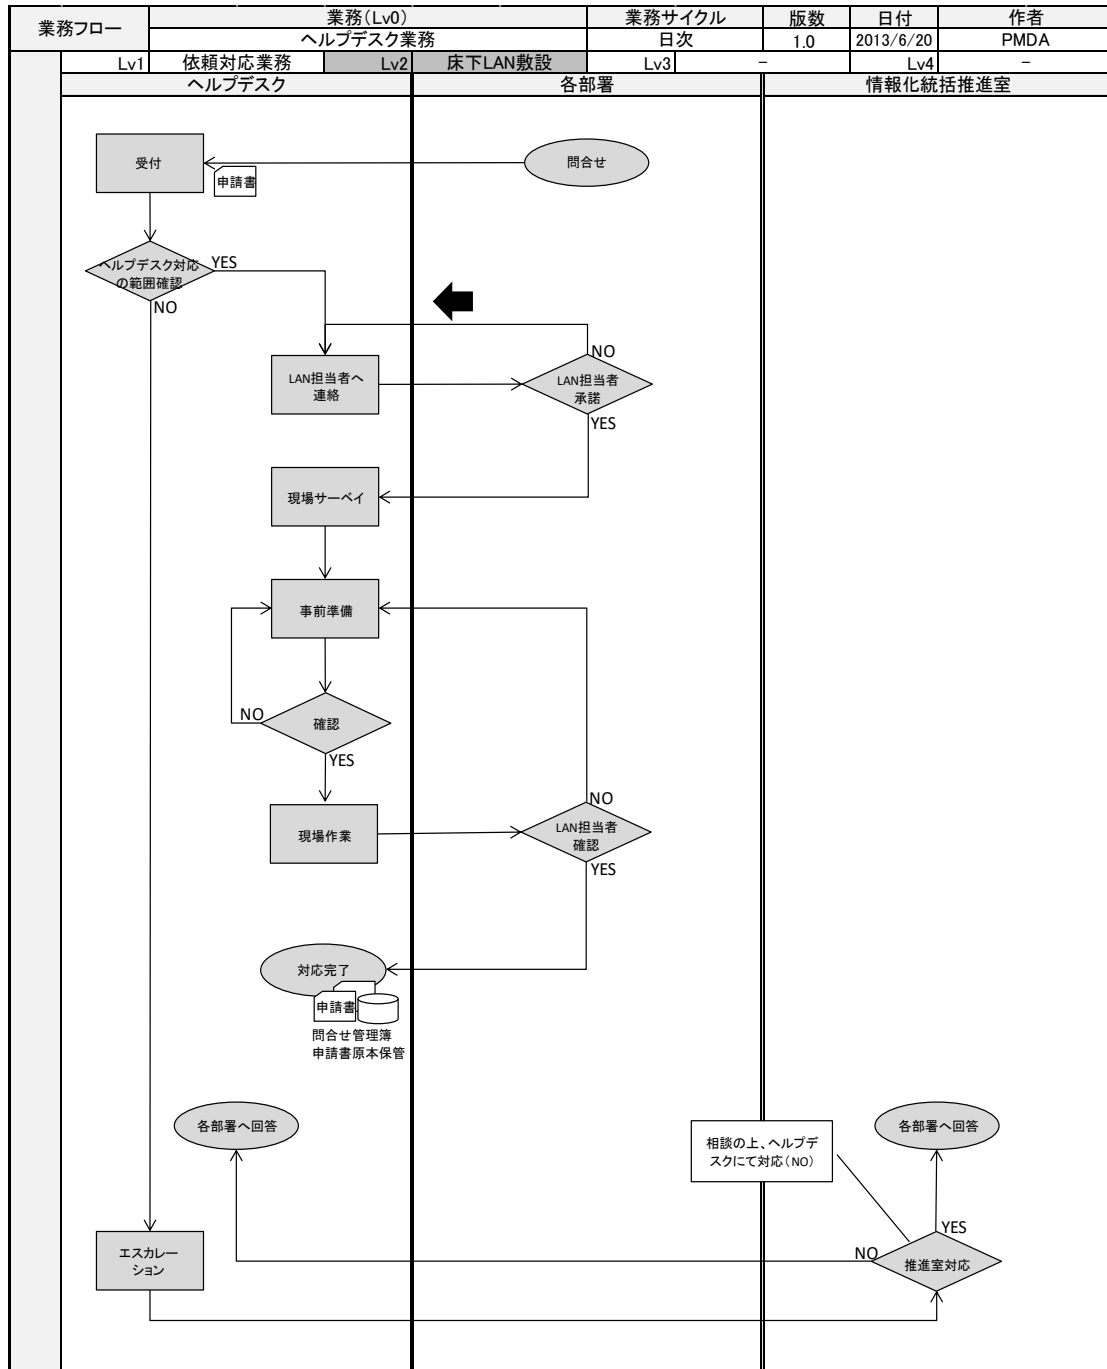 業務フロー
業務（Lv0）
業務サイクル
版数
日付
作者
ヘルプデスク業務
日次
1.0
2013/6/20
PMDA
Lv1
依頼対応業務
Lv2
床下LAN敷設
Lv3
－
Lv4
－
ヘルプデスク
各部署
情報化統括推進室
受付
申請書
問合せ
ヘルプデスク対応
の範囲確認
YES
NO
LAN担当者へ
連絡
NO
LAN担当者
承諾
YES
現場サーベイ
事前準備
NO
確認
YES
現場作業
NO
LAN担当者
確認
YES
対応完了
申請書
問合せ管理簿
申請書原本保管
各部署へ回答
相談の上、ヘルプデ
スクにて対応（NO）
各部署へ回答
エスカレー
ション
YES
NO
推進室対応